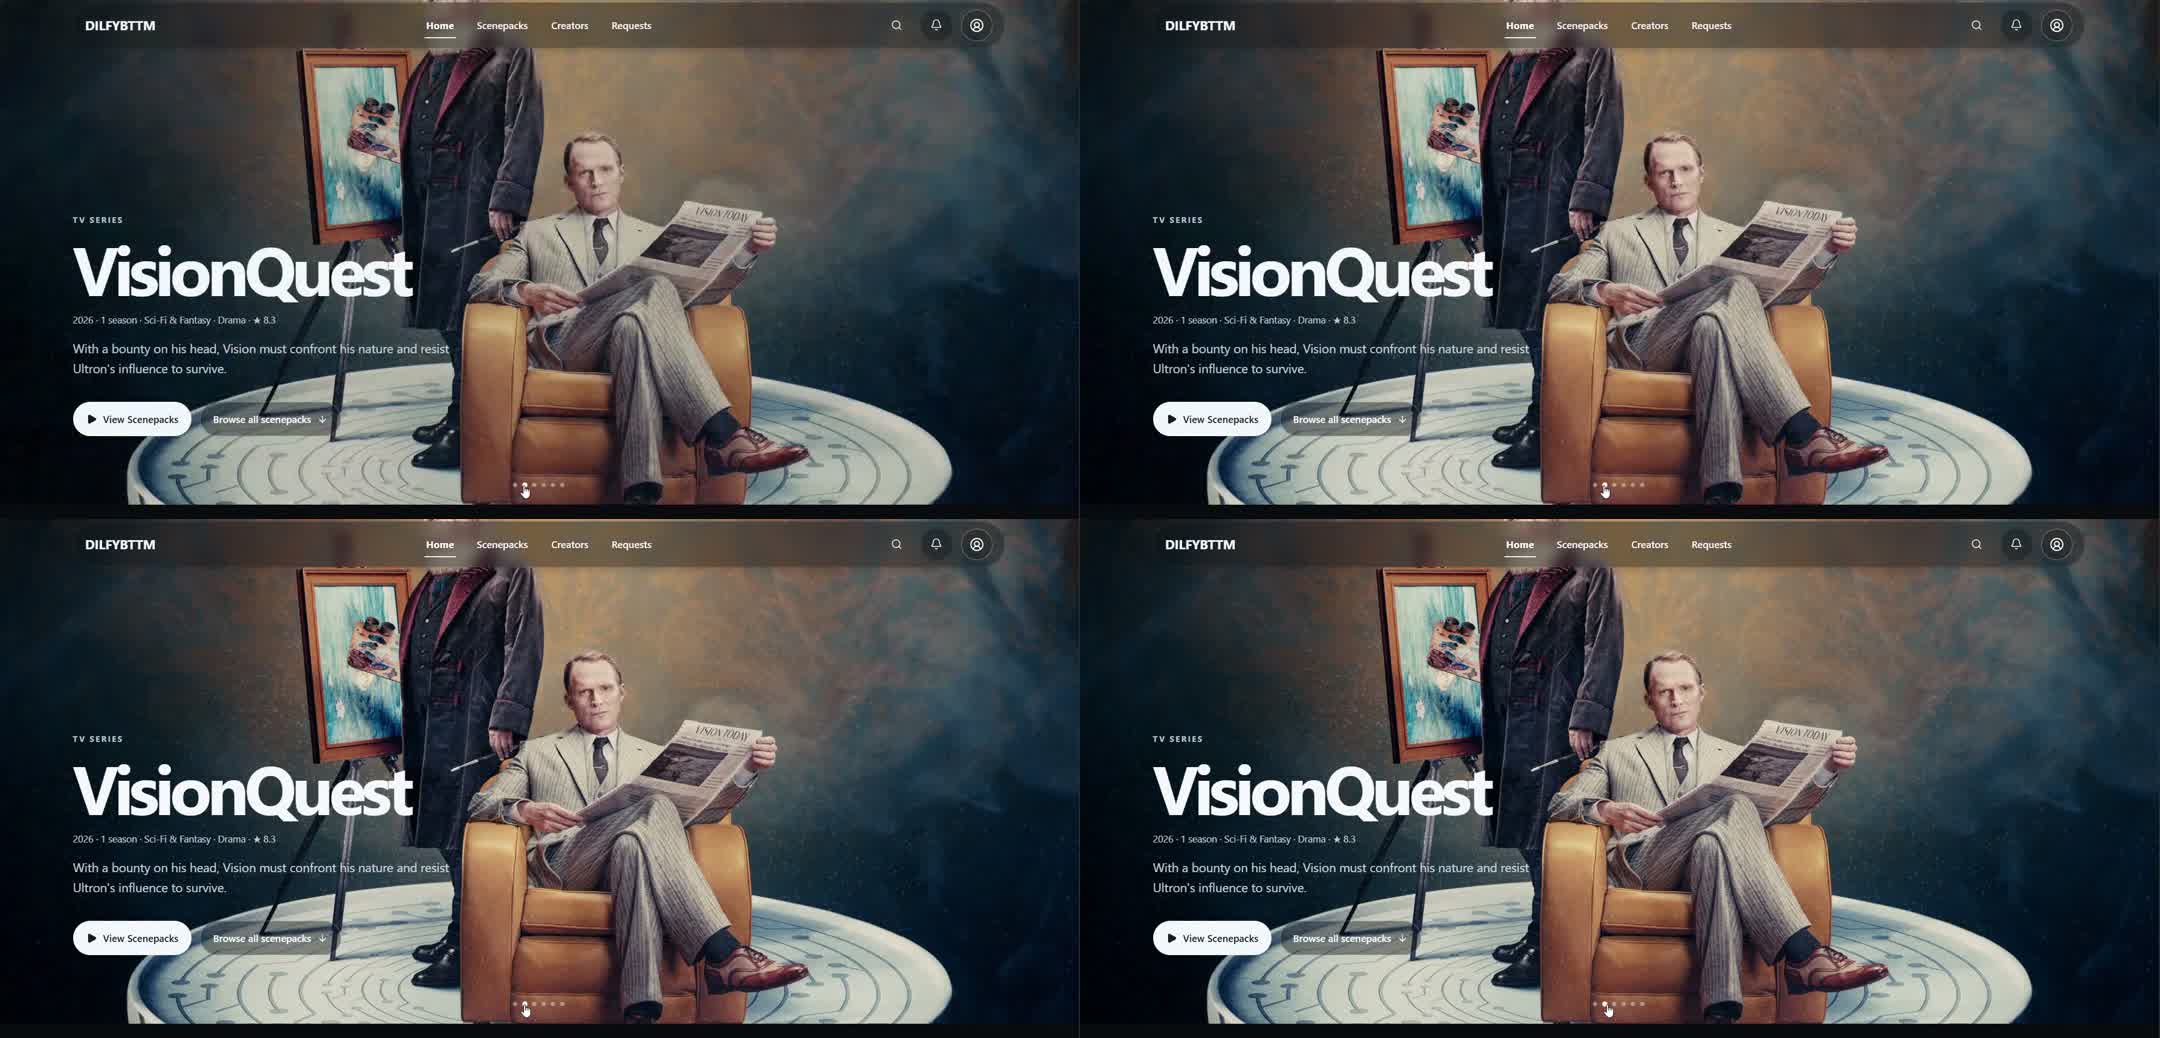 DILFYBTTM Home Scenepacks Creators Requests
VISION TODAY
TV SERIES
VisionQuest
2026 · 1 season · Sci-Fi & Fantasy · Drama · ★ 8.3
With a bounty on his head, Vision must confront his nature and resist
Ultron's influence to survive.
View Scenepacks Browse all scenepacks ↓
DILFYBTTM Home Scenepacks Creators Requests
VISION TODAY
TV SERIES
VisionQuest
2026 · 1 season · Sci-Fi & Fantasy · Drama · ★ 8.3
With a bounty on his head, Vision must confront his nature and resist
Ultron's influence to survive.
View Scenepacks Browse all scenepacks ↓
DILFYBTTM Home Scenepacks Creators Requests
VISION TODAY
TV SERIES
VisionQuest
2026 · 1 season · Sci-Fi & Fantasy · Drama · ★ 8.3
With a bounty on his head, Vision must confront his nature and resist
Ultron's influence to survive.
View Scenepacks Browse all scenepacks ↓
DILFYBTTM Home Scenepacks Creators Requests
VISION TODAY
TV SERIES
VisionQuest
2026 · 1 season · Sci-Fi & Fantasy · Drama · ★ 8.3
With a bounty on his head, Vision must confront his nature and resist
Ultron's influence to survive.
View Scenepacks Browse all scenepacks ↓